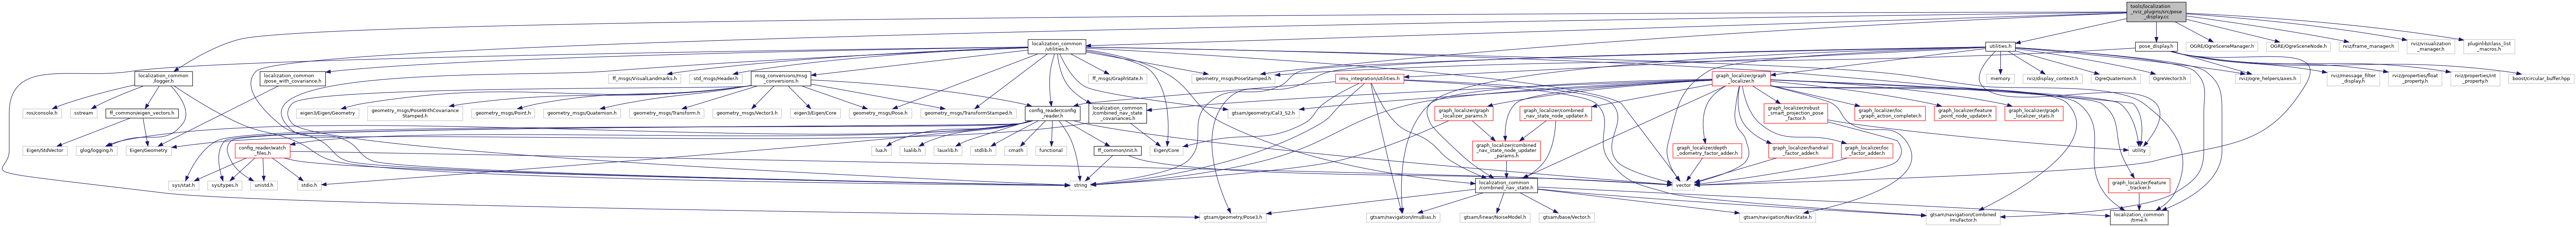 tools/localization
_rviz_plugins/src/pose
_display.cc
localization_common
/utilities.h
utilities.h
pose_display.h
OGRE/OgreSceneManager.h
OGRE/OgreSceneNode.h
rviz/frame_manager.h
rviz/visualization
_manager.h
pluginlib/class_list
_macros.h
localization_common
/logger.h
localization_common
/pose_with_covariance.h
ff_msgs/VisualLandmarks.h
std_msgs/Header.h
msg_conversions/msg
_conversions.h
ff_msgs/GraphState.h
geometry_msgs/PoseStamped.h
imu_integration/utilities.h
graph_localizer/graph
_localizer.h
memory
rviz/display_context.h
OgreQuaternion.h
OgreVector3.h
rviz/ogre_helpers/axes.h
rviz/message_filter
_display.h
rviz/properties/float
_property.h
rviz/properties/int
_property.h
boost/circular_buffer.hpp
ros/console.h
sstream
ff_common/eigen_vectors.h
eigen3/Eigen/Geometry
geometry_msgs/PoseWithCovariance
Stamped.h
geometry_msgs/Point.h
geometry_msgs/Quaternion.h
geometry_msgs/Transform.h
geometry_msgs/Vector3.h
eigen3/Eigen/Core
geometry_msgs/Pose.h
geometry_msgs/TransformStamped.h
config_reader/config
_reader.h
localization_common
/combined_nav_state
_covariances.h
gtsam/geometry/Cal3_S2.h
graph_localizer/graph
_localizer_params.h
graph_localizer/combined
_nav_state_node_updater.h
graph_localizer/robust
_smart_projection_pose
_factor.h
graph_localizer/loc
_graph_action_completer.h
graph_localizer/feature
_point_node_updater.h
graph_localizer/graph
_localizer_stats.h
Eigen/StdVector
glog/logging.h
Eigen/Geometry
config_reader/watch
_files.h
lua.h
lualib.h
lauxlib.h
stdlib.h
cmath
functional
ff_common/init.h
Eigen/Core
graph_localizer/combined
_nav_state_node_updater
_params.h
graph_localizer/depth
_odometry_factor_adder.h
graph_localizer/handrail
_factor_adder.h
graph_localizer/loc
_factor_adder.h
utility
sys/stat.h
sys/types.h
unistd.h
stdio.h
string
localization_common
/combined_nav_state.h
vector
graph_localizer/feature
_tracker.h
gtsam/geometry/Pose3.h
gtsam/navigation/ImuBias.h
gtsam/linear/NoiseModel.h
gtsam/base/Vector.h
gtsam/navigation/NavState.h
gtsam/navigation/Combined
ImuFactor.h
localization_common
/time.h